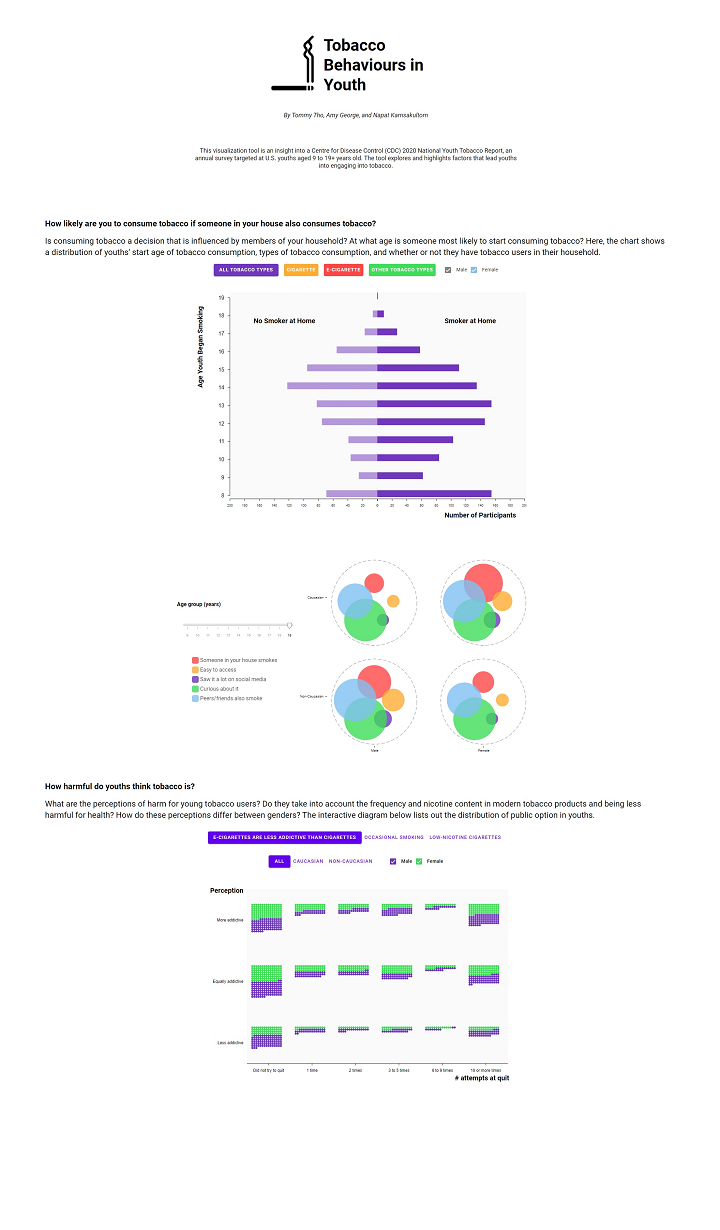 Tobacco
Behaviours in
Youth
By Tommy Tho, Amy George, and Napat Karnsakultorn
This visualization tool is an insight into a Centre for Disease Control (CDC) 2020 National Youth Tobacco Report, an
annual survey targeted at U.S. youths aged 9 to 19+ years old. The tool explores and highlights factors that lead youths
into engaging into tobacco.
How likely are you to consume tobacco if someone in your house also consumes tobacco?
Is consuming tobacco a decision that is influenced by members of your household? At what age is someone most likely to start consuming tobacco? Here, the chart shows
a distribution of youths' start age of tobacco consumption, types of tobacco consumption, and whether or not they have tobacco users in their household.
ALL TOBACCO TYPES CIGARETTE E-CIGARETTE OTHER TOBACCO TYPES Male Female
Age Youth Began Smoking
No Smoker at Home Smoker at Home
19
18
17
16
15
14
13
12
11
10
9
8
200 180 160 140 120 100 80 60 40 20 0 20 40 60 80 100 120 140 160 180
Number of Participants
Age group (years)
9 10 11 12 13 14 15 16 17 18 19
Someone in your house smokes
Easy to access
Saw it a lot on social media
Curious about it
Peers/friends also smoke
Caucasian
Non-Caucasian
Male Female
How harmful do youths think tobacco is?
What are the perceptions of harm for young tobacco users? Do they take into account the frequency and nicotine content in modern tobacco products and being less
harmful for health? How do these perceptions differ between genders? The interactive diagram below lists out the distribution of public option in youths.
E-CIGARETTES ARE LESS ADDICTIVE THAN CIGARETTES OCCASIONAL SMOKING LOW-NICOTINE CIGARETTES
ALL CAUCASIAN NON-CAUCASIAN Male Female
Perception
More addictive
Equally addictive
Less addictive
Did not try to quit 1 time 2 times 3 to 5 times 6 to 9 times 10 or more times
# attempts at quit